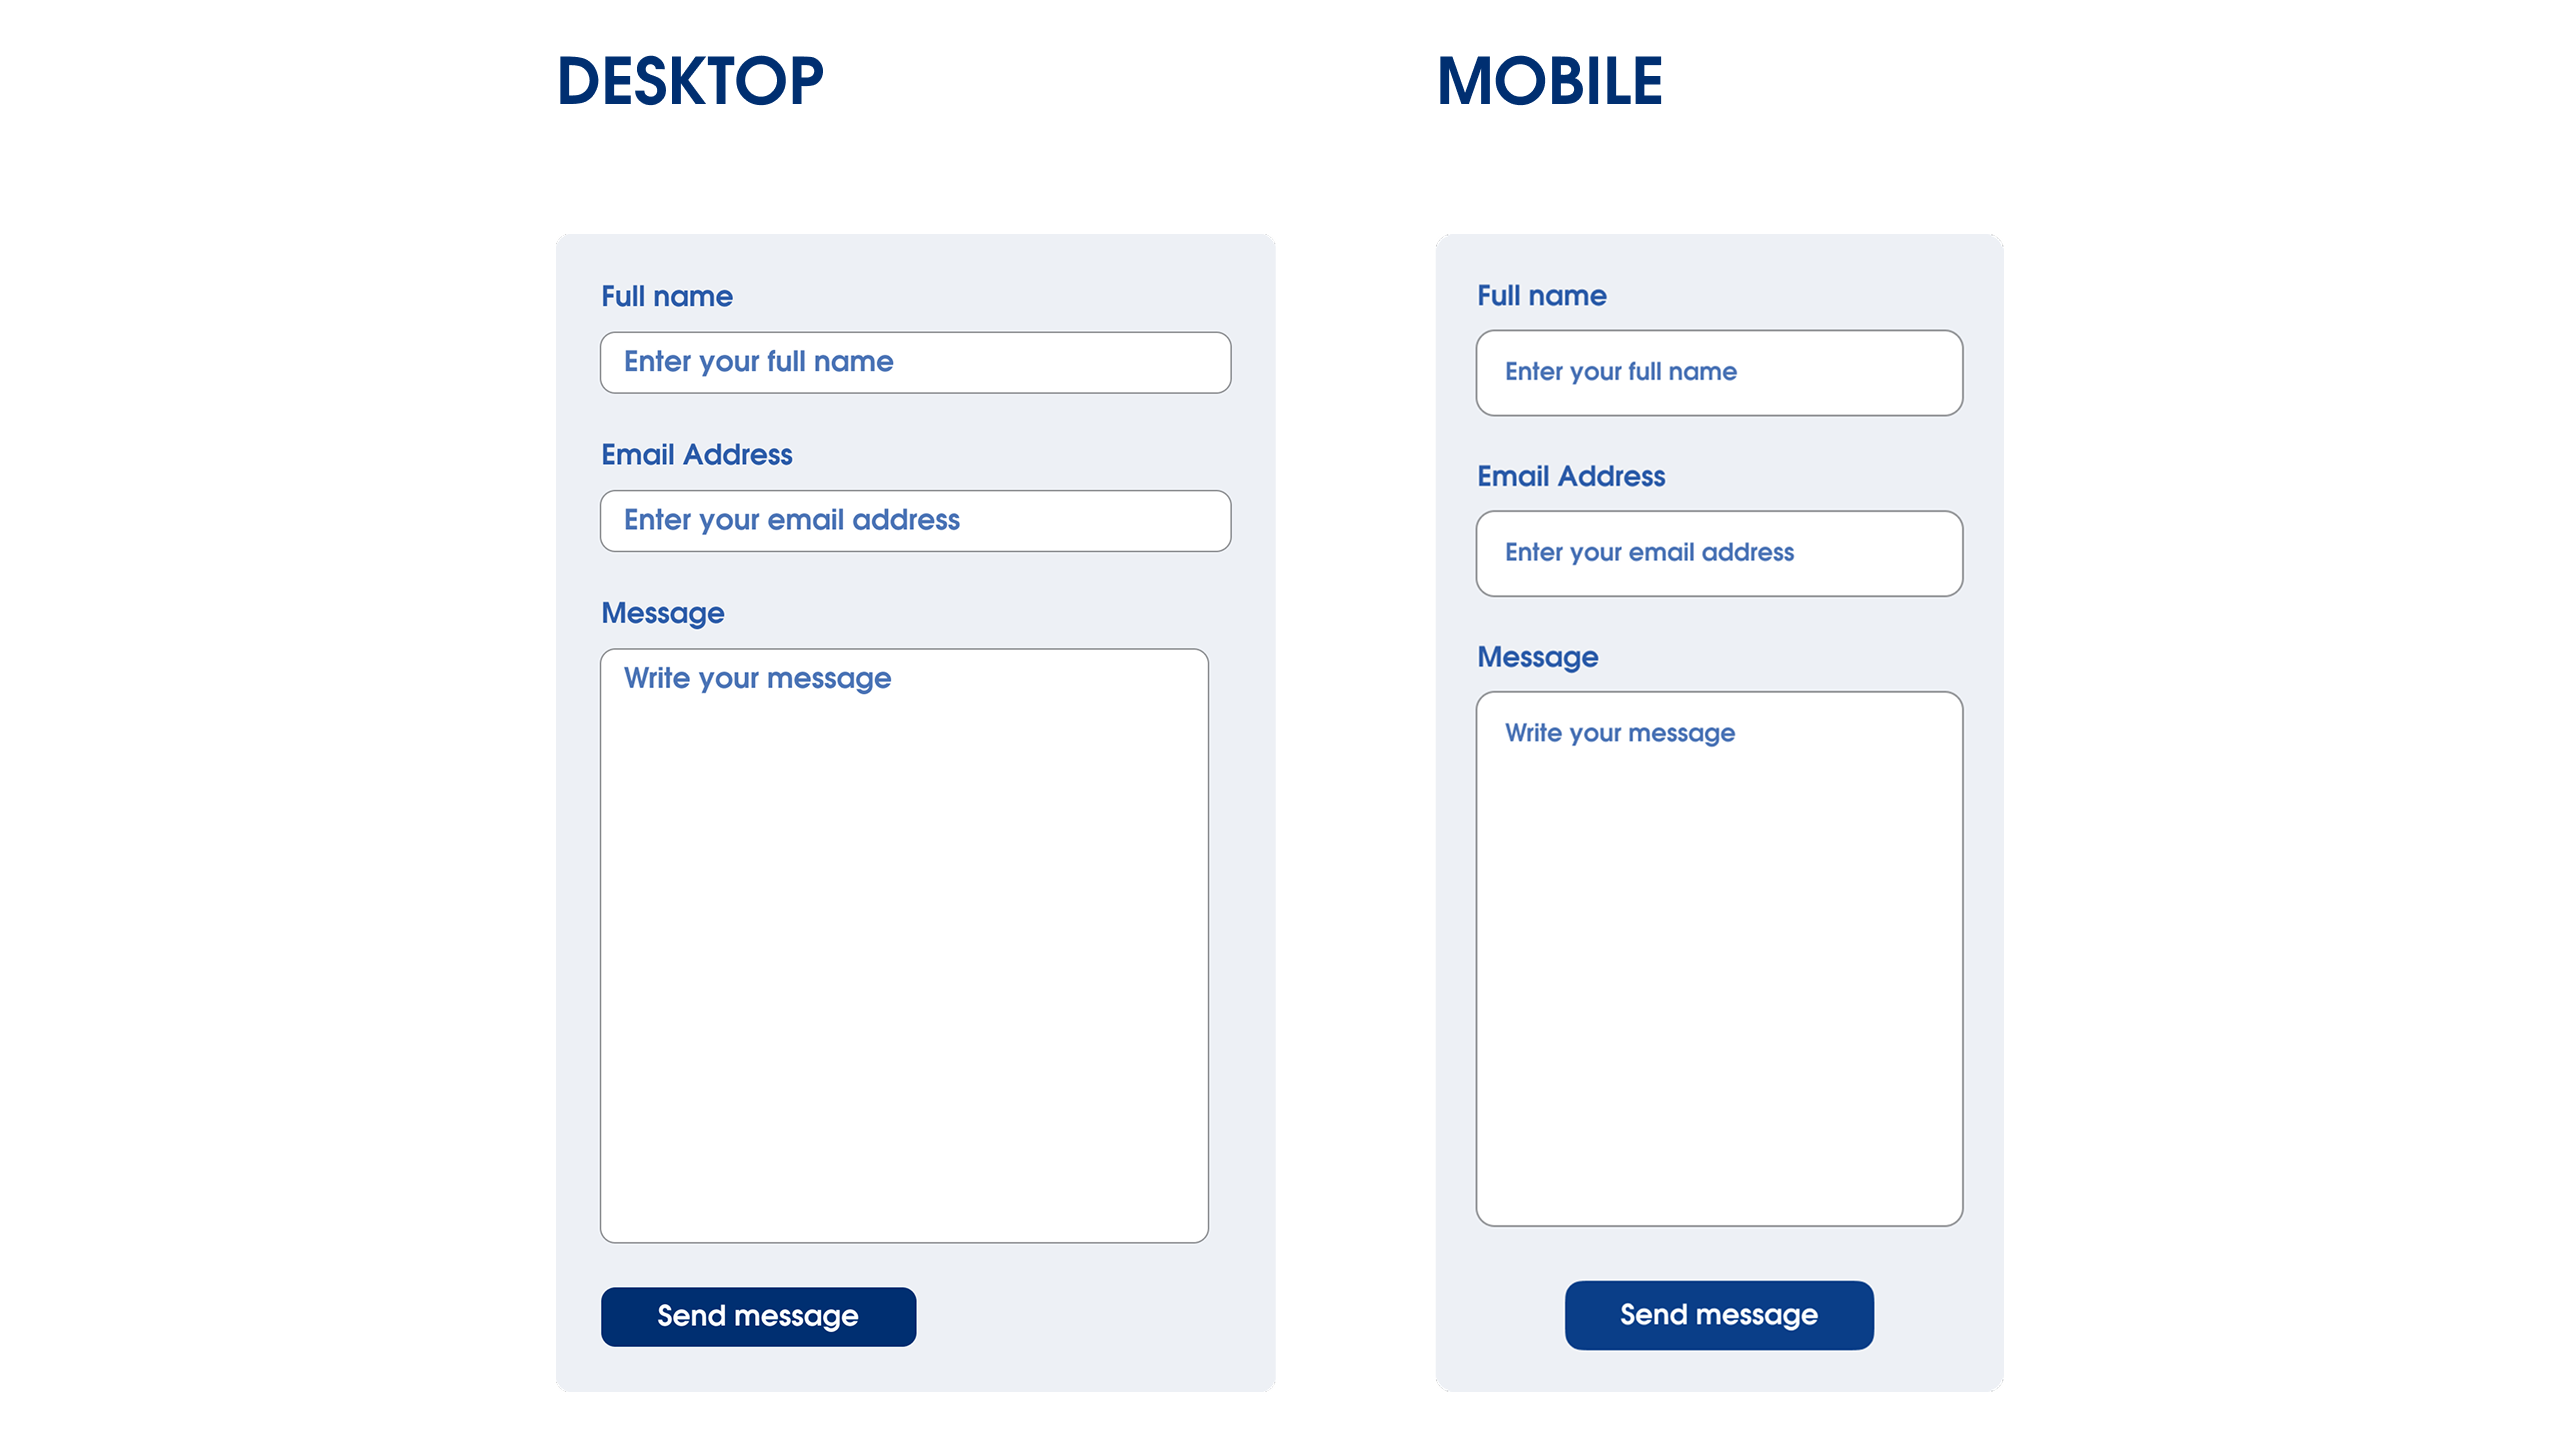 DESKTOP
Full name
Enter your full name
Email Address
Enter your email address
Message
Write your message
Send message
MOBILE
Full name
Enter your full name
Email Address
Enter your email address
Message
Write your message
Send message